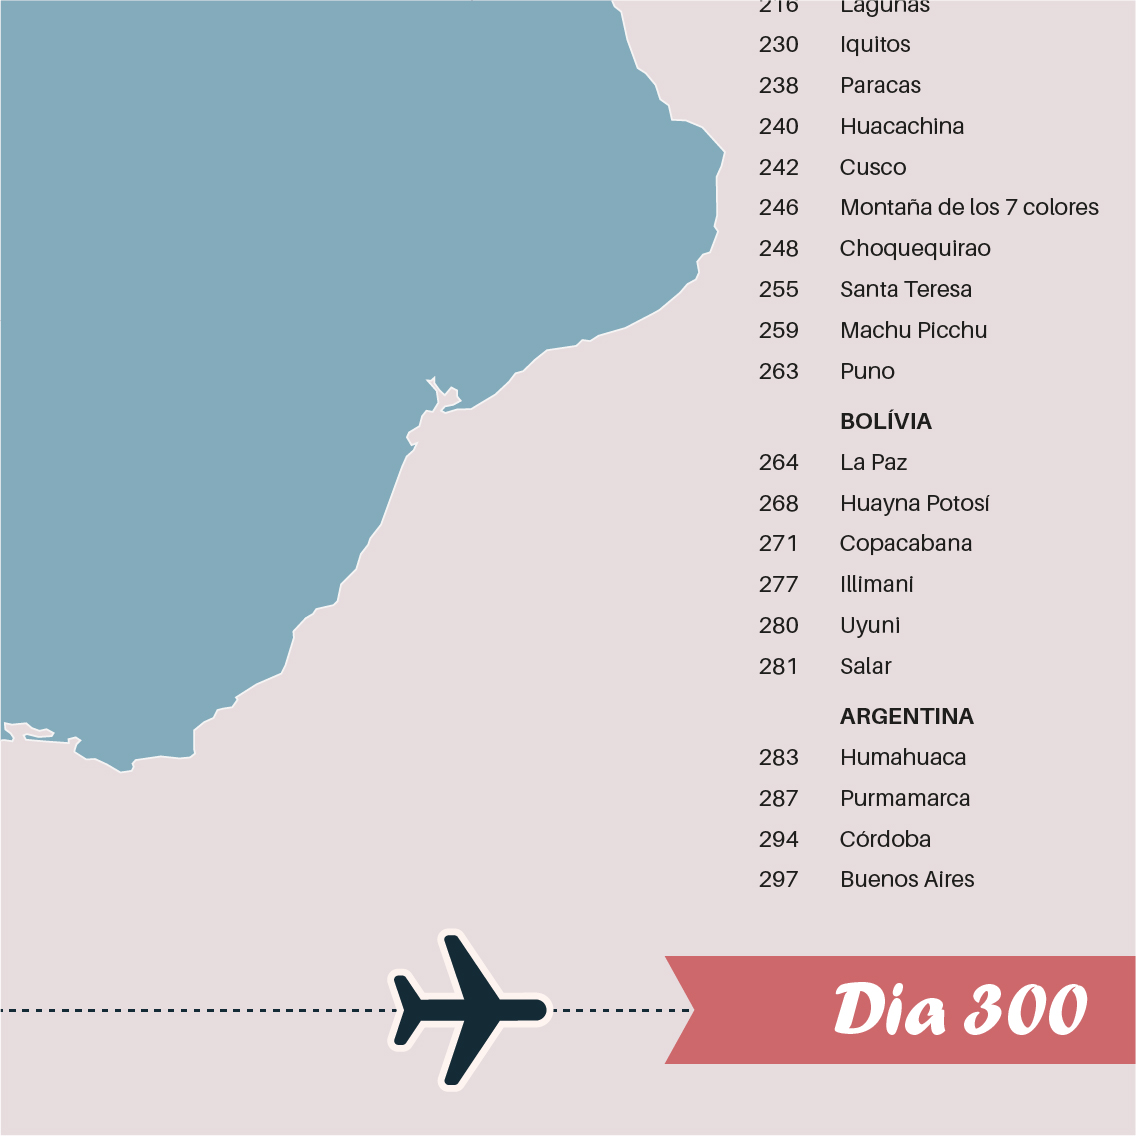 216 Lagunas
230 Iquitos
238 Paracas
240 Huacachina
242 Cusco
246 Montaña de los 7 colores
248 Choquequirao
255 Santa Teresa
259 Machu Picchu
263 Puno
BOLÍVIA
264 La Paz
268 Huayna Potosí
271 Copacabana
277 Illimani
280 Uyuni
281 Salar
ARGENTINA
283 Humahuaca
287 Purmamarca
294 Córdoba
297 Buenos Aires
Dia 300